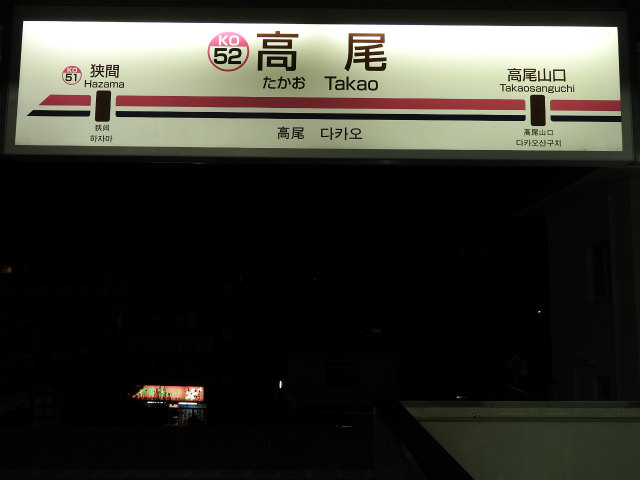 KO
52
高尾
たかお Takao
KO
51
狭間
Hazama
高尾山口
Takaosanguchi
狭间
하자마
高尾 다카오
高尾山口
다카오산구치